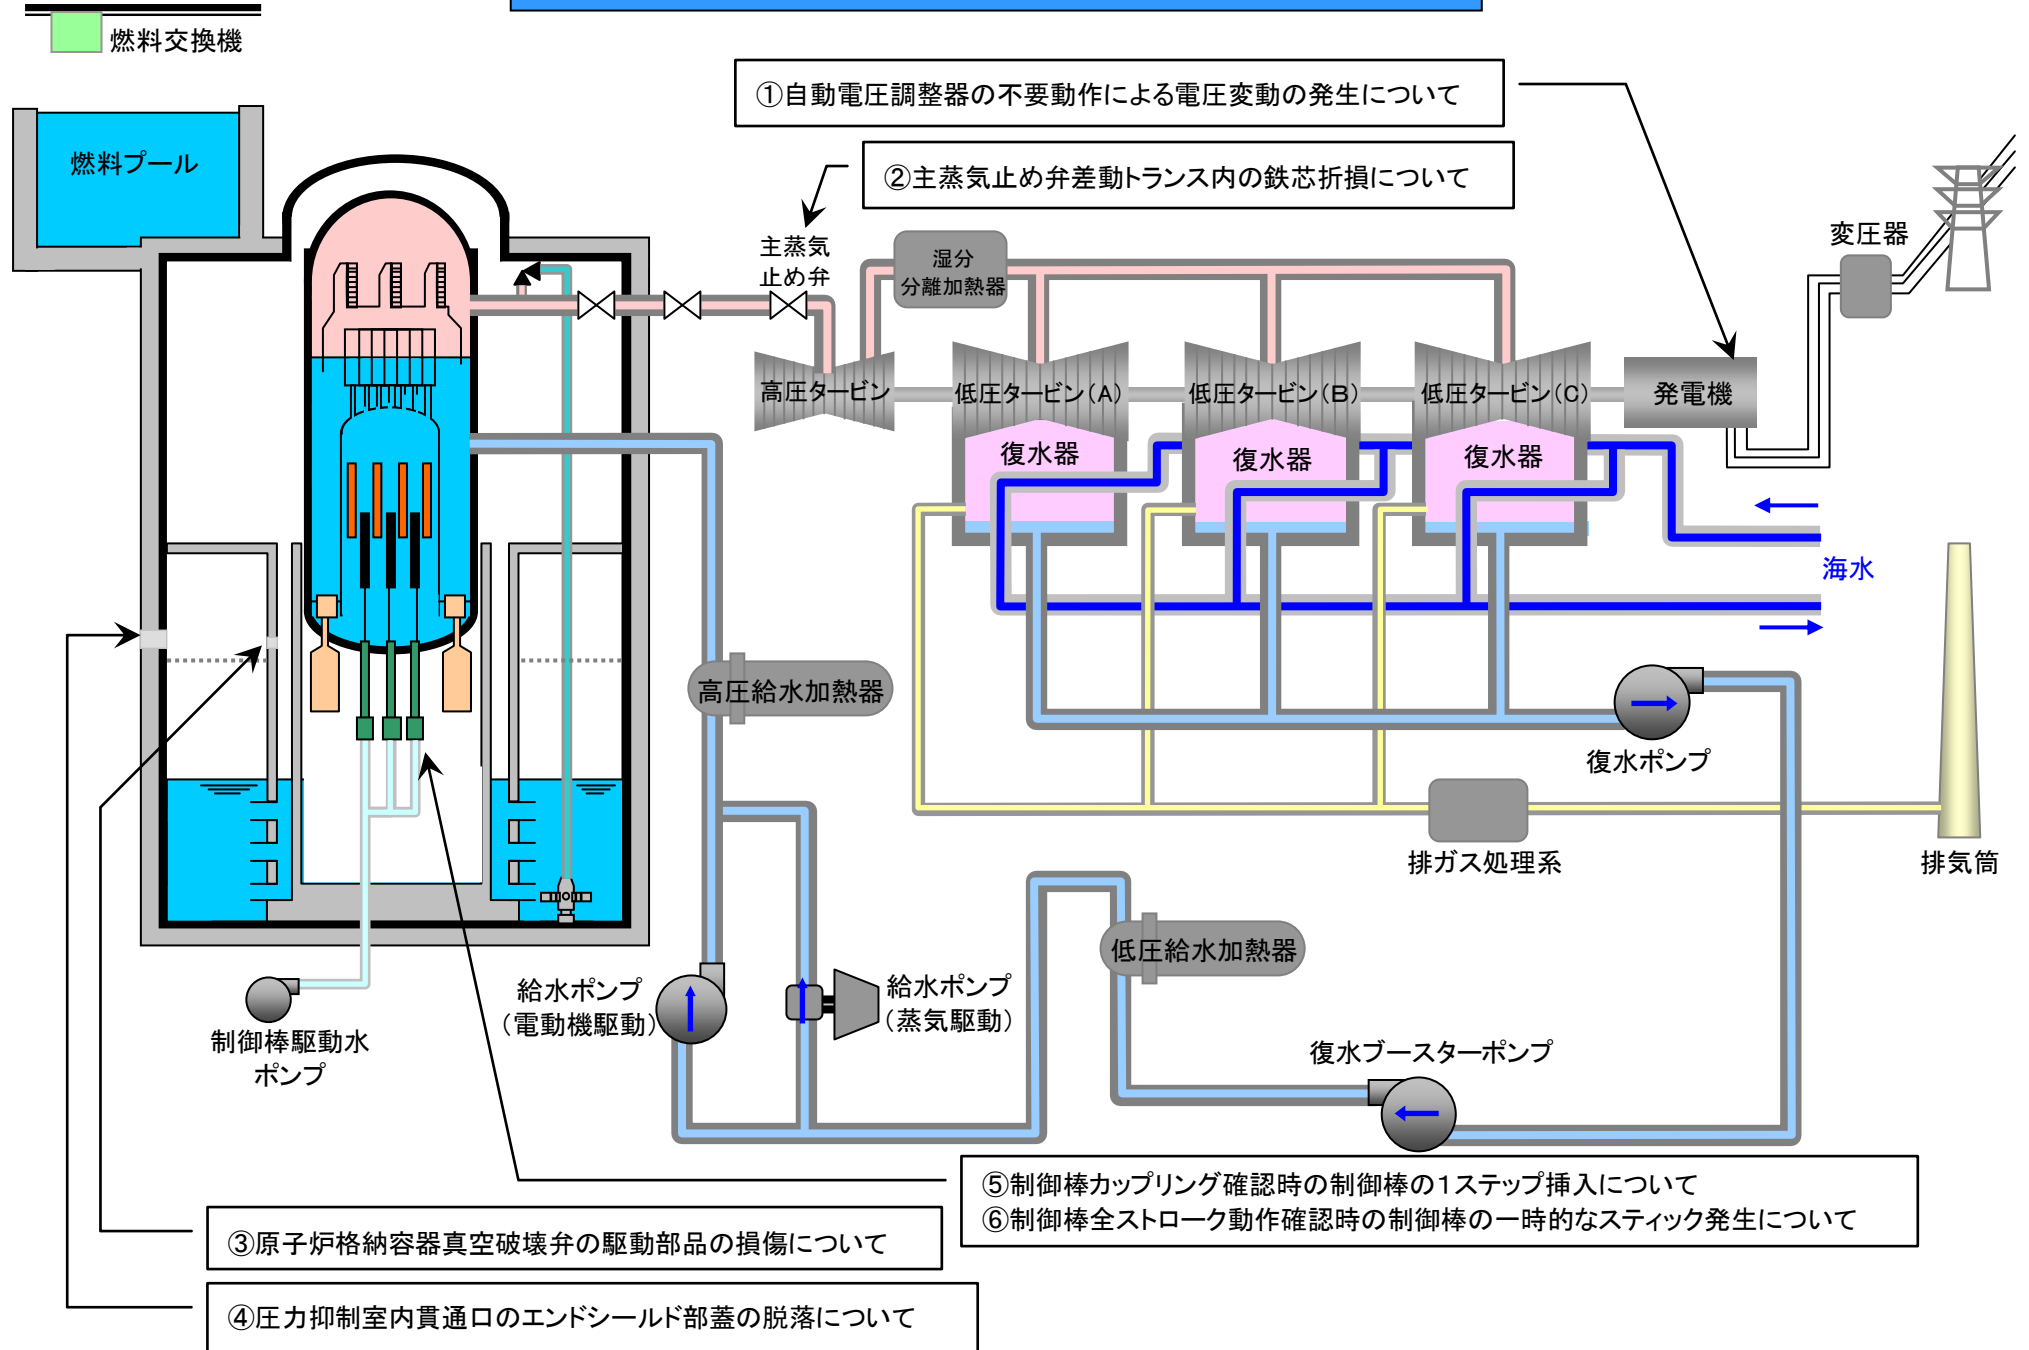 燃料交換機
①自動電圧調整器の不要動作による電圧変動の発生について
燃料プール
②主蒸気止め弁差動トランス内の鉄芯折損について
主蒸気
止め弁
湿分
分離加熱器
変圧器
高圧タービン
低圧タービン(A)
低圧タービン(B)
低圧タービン(C)
発電機
復水器
復水器
復水器
海水
高圧給水加熱器
復水ポンプ
排ガス処理系
排気筒
低圧給水加熱器
給水ポンプ
(電動機駆動)
給水ポンプ
(蒸気駆動)
制御棒駆動水
ポンプ
復水ブースターポンプ
⑤制御棒カップリング確認時の制御棒の1ステップ挿入について
⑥制御棒全ストローク動作確認時の制御棒の一時的なスティック発生について
③原子炉格納容器真空破壊弁の駆動部品の損傷について
④圧力抑制室内貫通口のエンドシールド部蓋の脱落について